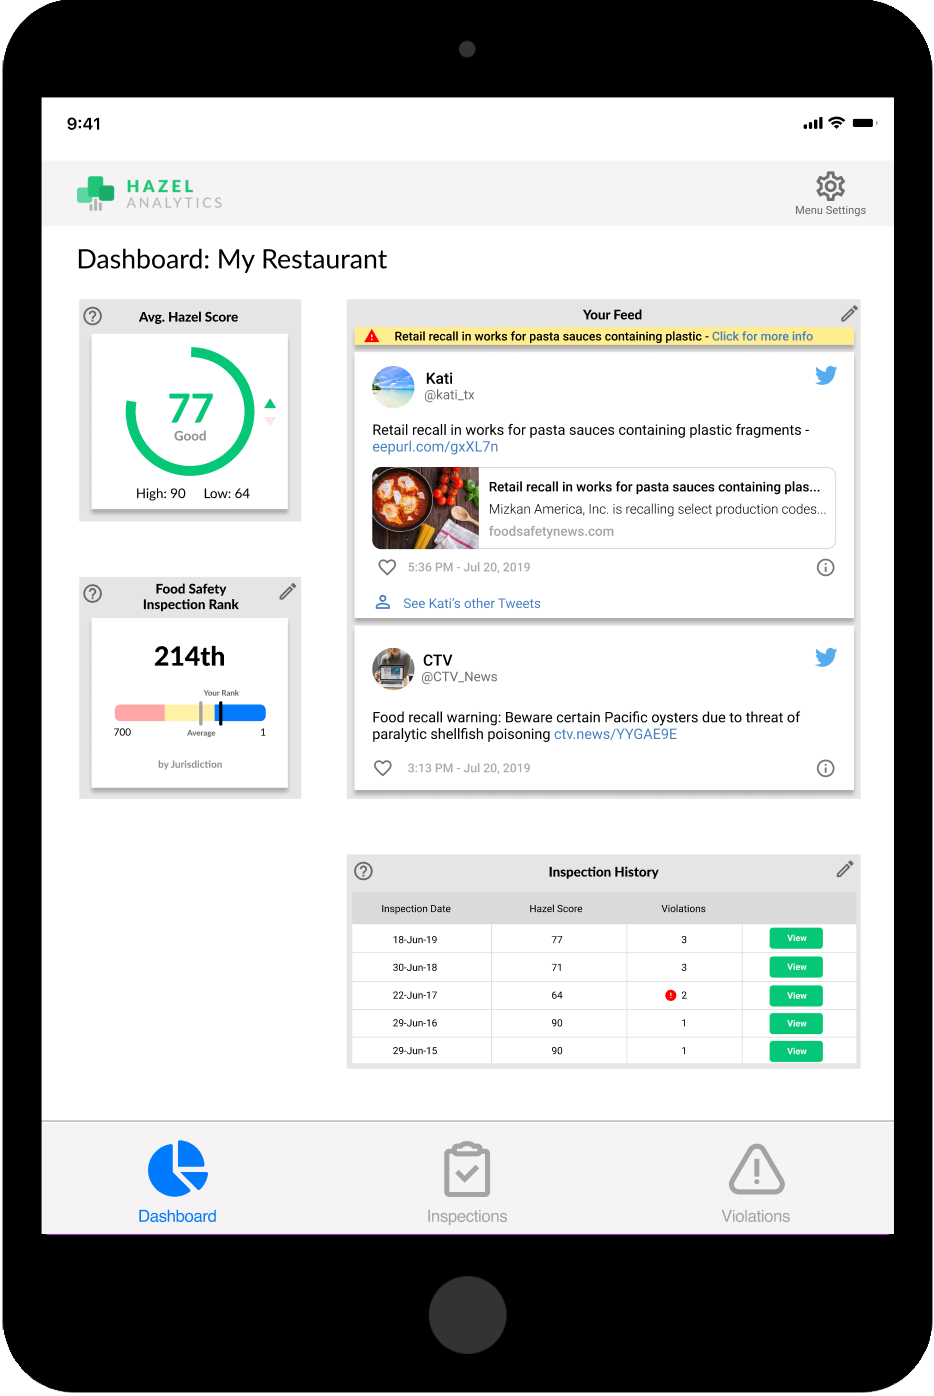 9:41
HAZEL
ANALYTICS
Menu Settings
Dashboard: My Restaurant
Avg. Hazel Score
77
Good
High: 90 Low: 64
Food Safety
Inspection Rank
214th
Your Rank
700 Average 1
by Jurisdiction
Your Feed
Retail recall in works for pasta sauces containing plastic - Click for more info
Kati
@kati_tx
Retail recall in works for pasta sauces containing plastic fragments -
eepurl.com/gxXL7n
Retail recall in works for pasta sauces containing plas...
Mizkan America, Inc. is recalling select production codes...
foodsafetynews.com
5:36 PM - Jul 20, 2019
See Kati's other Tweets
CTV
@CTV_News
Food recall warning: Beware certain Pacific oysters due to threat of
paralytic shellfish poisoning ctv.news/YYGAE9E
3:13 PM - Jul 20, 2019
Inspection History
Inspection Date Hazel Score Violations
18-Jun-19 77 3 View
30-Jun-18 71 3 View
22-Jun-17 64 2 View
29-Jun-16 90 1 View
29-Jun-15 90 1 View
Dashboard Inspections Violations